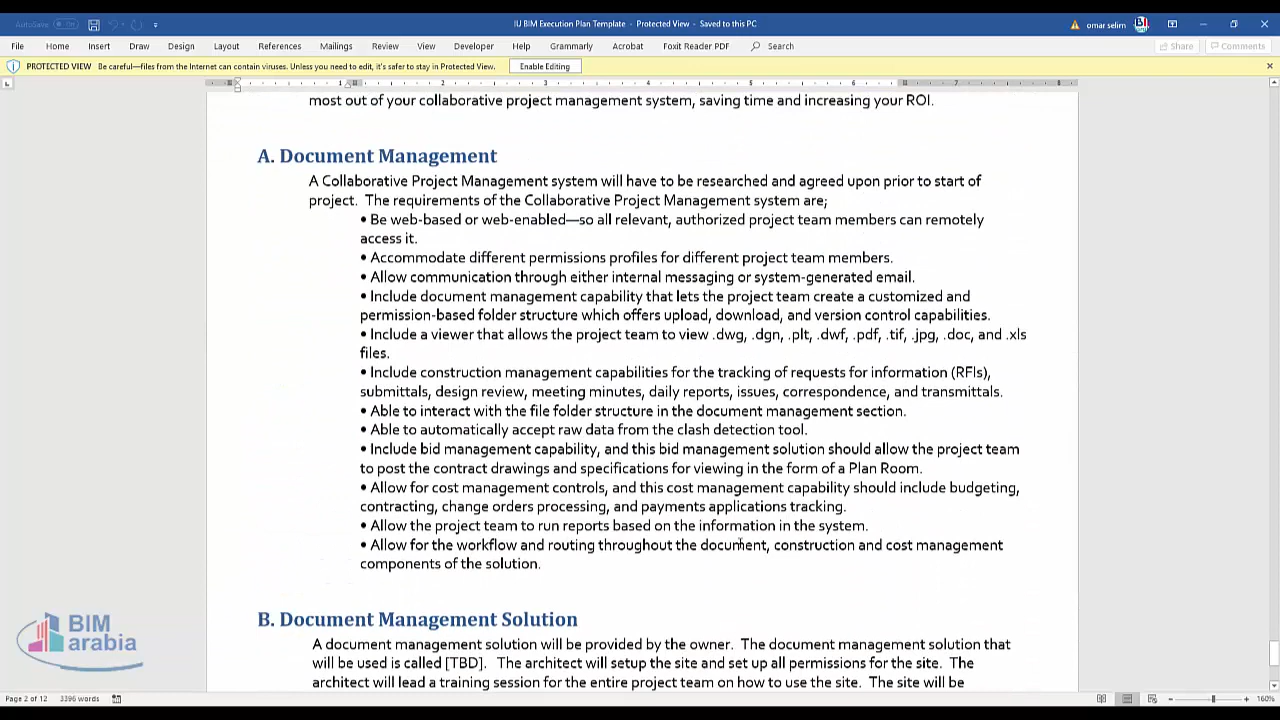 AutoSave Off
IU BIM Execution Plan Template - Protected View - Saved to this PC
omar selim
File Home Insert Draw Design Layout References Mailings Review View Developer Help Grammarly Acrobat Foxit Reader PDF Search Share Comments
PROTECTED VIEW Be careful—files from the Internet can contain viruses. Unless you need to edit, it's safer to stay in Protected View. Enable Editing
1 2 3 4 5 6 7 8
most out of your collaborative project management system, saving time and increasing your ROI.
A. Document Management
A Collaborative Project Management system will have to be researched and agreed upon prior to start of
project. The requirements of the Collaborative Project Management system are;
• Be web-based or web-enabled—so all relevant, authorized project team members can remotely
access it.
• Accommodate different permissions profiles for different project team members.
• Allow communication through either internal messaging or system-generated email.
• Include document management capability that lets the project team create a customized and
permission-based folder structure which offers upload, download, and version control capabilities.
• Include a viewer that allows the project team to view .dwg, .dgn, .plt, .dwf, .pdf, .tif, .jpg, .doc, and .xls
files.
• Include construction management capabilities for the tracking of requests for information (RFIs),
submittals, design review, meeting minutes, daily reports, issues, correspondence, and transmittals.
• Able to interact with the file folder structure in the document management section.
• Able to automatically accept raw data from the clash detection tool.
• Include bid management capability, and this bid management solution should allow the project team
to post the contract drawings and specifications for viewing in the form of a Plan Room.
• Allow for cost management controls, and this cost management capability should include budgeting,
contracting, change orders processing, and payments applications tracking.
• Allow the project team to run reports based on the information in the system.
• Allow for the workflow and routing throughout the document, construction and cost management
components of the solution.
B. Document Management Solution
A document management solution will be provided by the owner. The document management solution that
will be used is called [TBD]. The architect will setup the site and set up all permissions for the site. The
architect will lead a training session for the entire project team on how to use the site. The site will be
BIM
arabia
Page 2 of 12 3396 words 160%